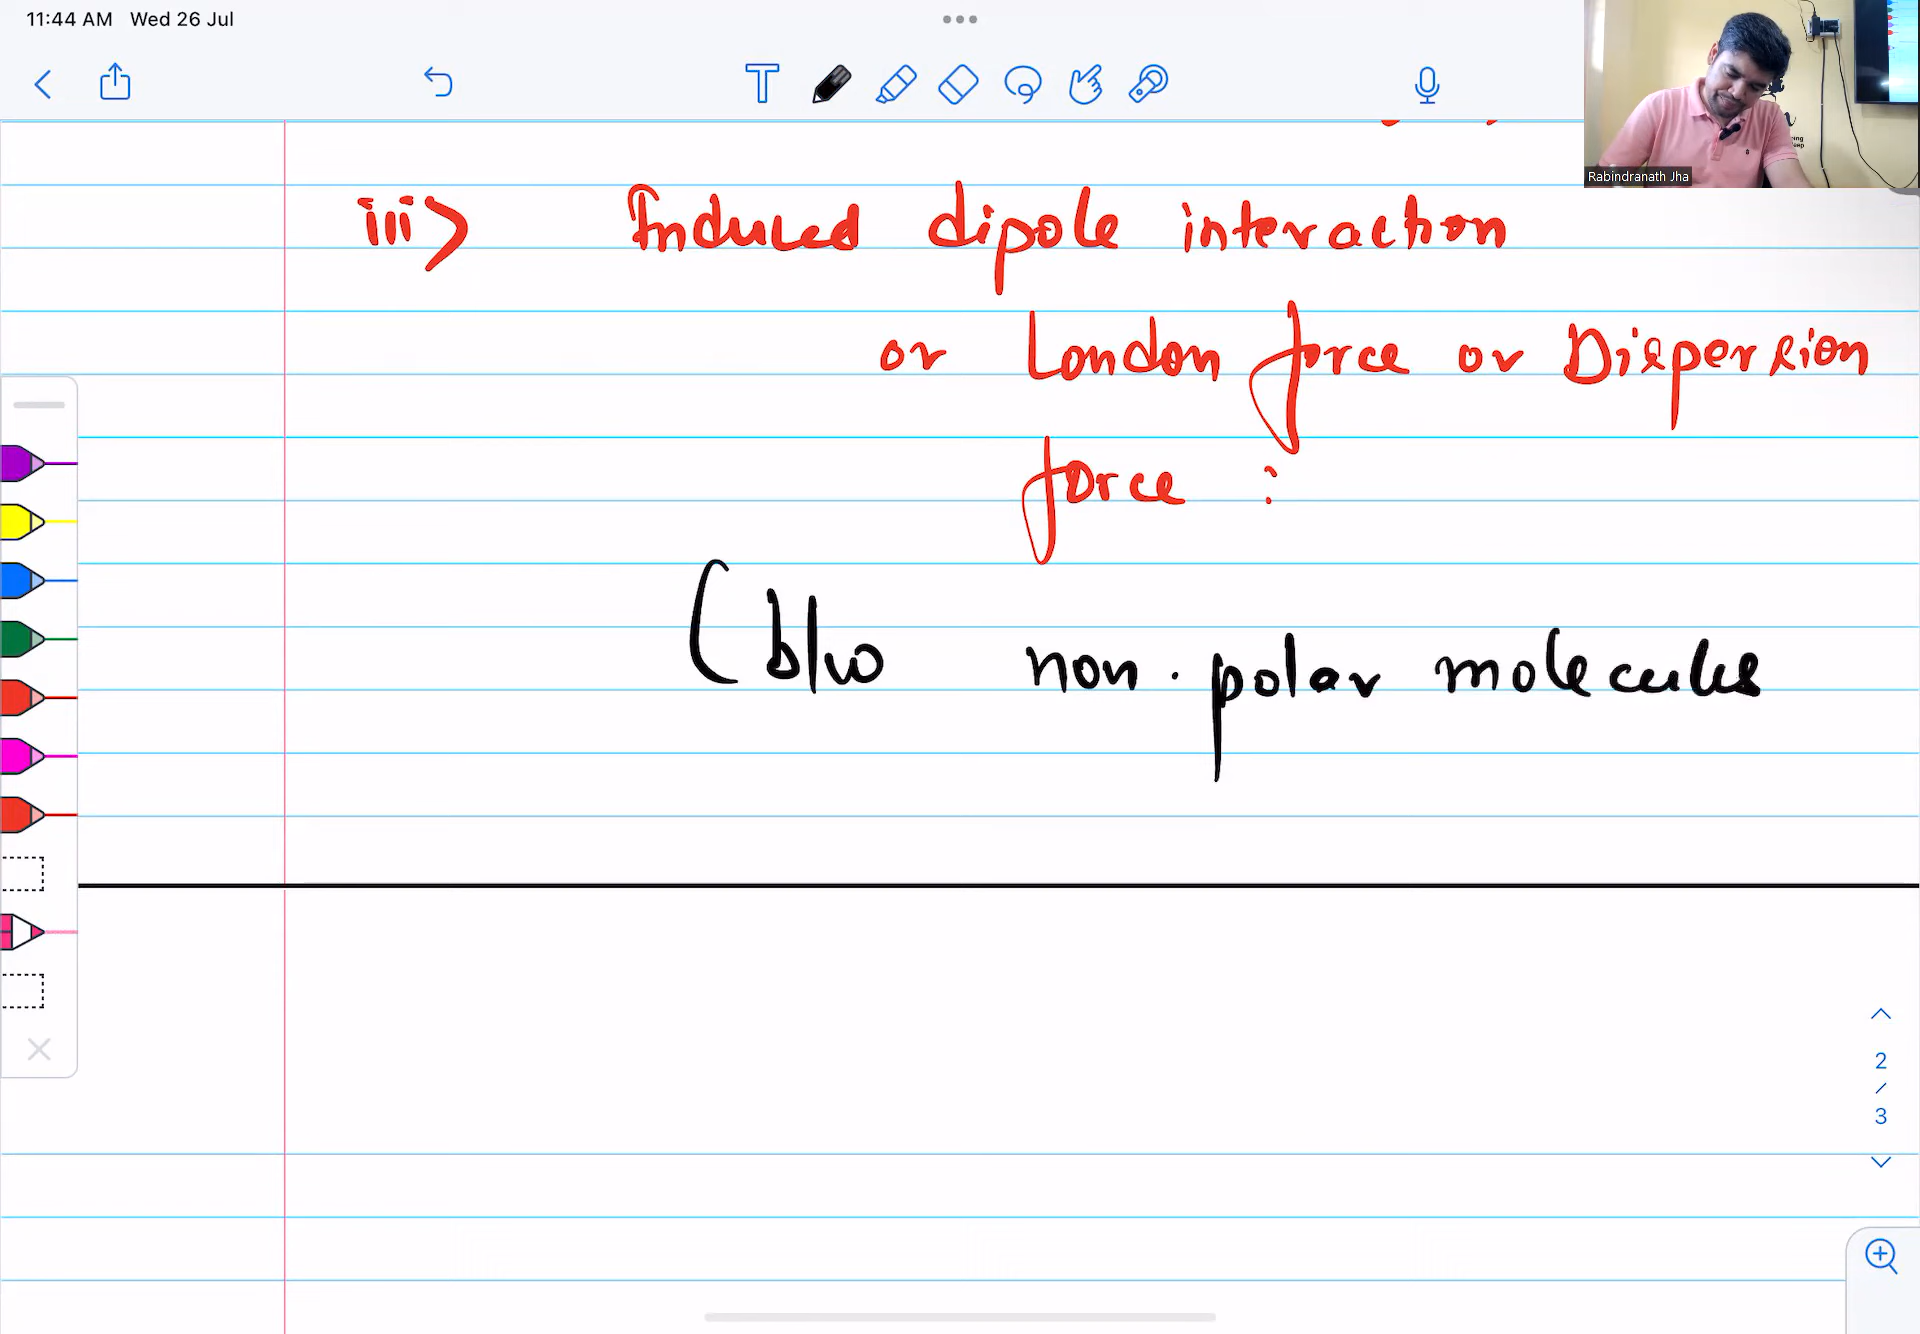 11:44 AM Wed 26 Jul
Rabindranath Jha
iii> Induced dipole interaction
or London force or Dispersion
force :
(b/w non-polar molecules
2
/
3